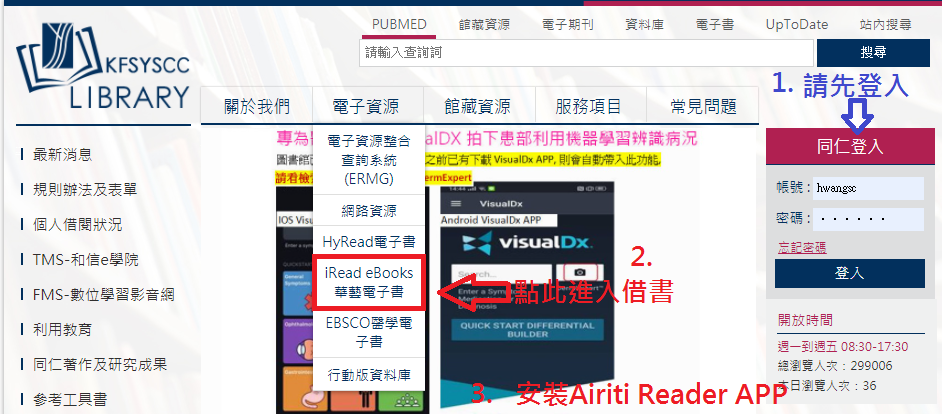 PUBMED 館藏資源 電子期刊 資料庫 電子書 UpToDate 站內搜尋
請輸入查詢詞 搜尋
KFSYSCC
LIBRARY
1. 請先登入
關於我們 電子資源 館藏資源 服務項目 常見問題
最新消息
規則辦法及表單
個人借閱狀況
TMS-和信e學院
FMS-數位學習影音網
利用教育
同仁著作及研究成果
參考工具書
電子資源整合
查詢系統
(ERMG)
網路資源
HyRead電子書
iRead eBooks
華藝電子書
EBSCO醫學電
子書
行動版資料庫
專為 alDX 拍下患部利用機器學習辨識病況
圖書館 之前已有下載 VisualDx APP, 則會自動帶入此功能.
請看檢 ermExpert
IOS Visu
Android VisualDx APP
VisualDx
visualDx.
Search...
Enter a Sym
Diagnosis
QUICK START DIFFERENTIAL
BUILDER
2.
點此進入借書
3. 安裝Airiti Reader APP
同仁登入
帳號： hwangsc
密碼： ••••••
忘記密碼
登入
開放時間
週一到週五 08:30-17:30
總瀏覽人次：299006
本日瀏覽人次：36